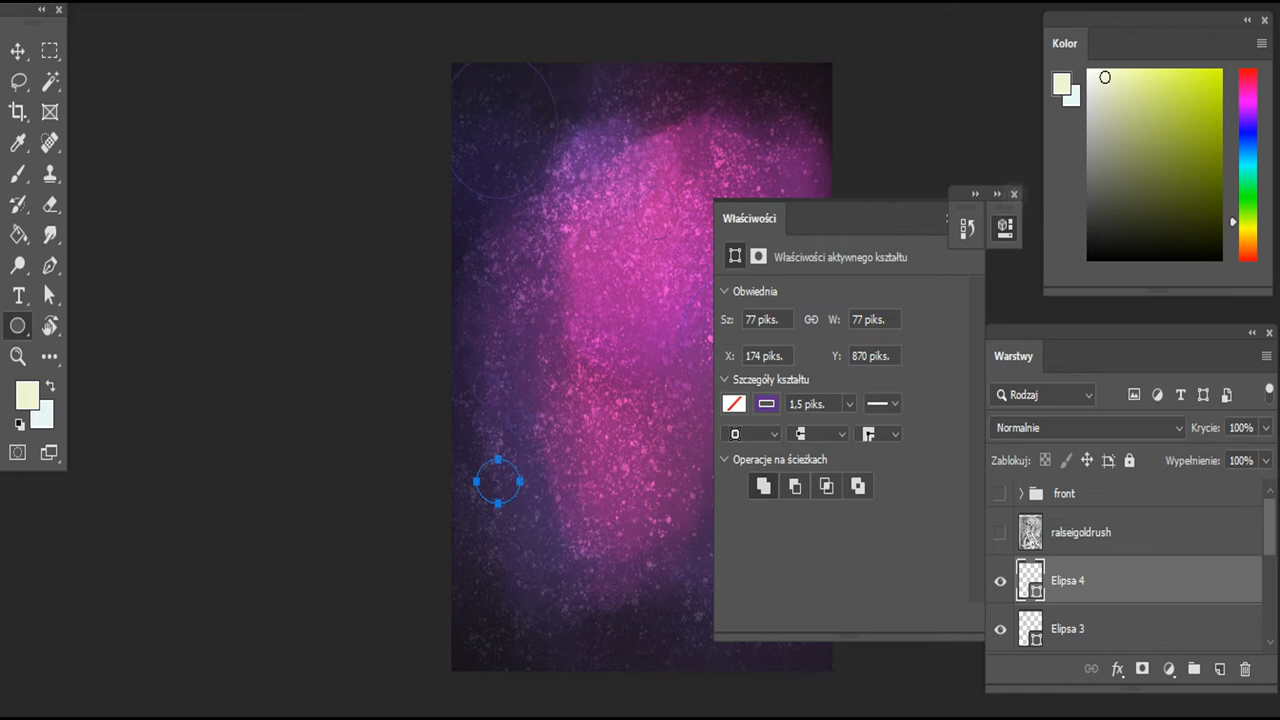 Kolor
Właściwości
Właściwości aktywnego kształtu
Obwiednia
Sz: 77 piks. W: 77 piks.
X: 174 piks. Y: 870 piks.
Szczegóły kształtu
1,5 piks.
Operacje na ścieżkach
Warstwy
Rodzaj
Normalnie Krycie: 100%
Zablokuj: Wypełnienie: 100%
front
ralseigoldrush
Elipsa 4
Elipsa 3
fx